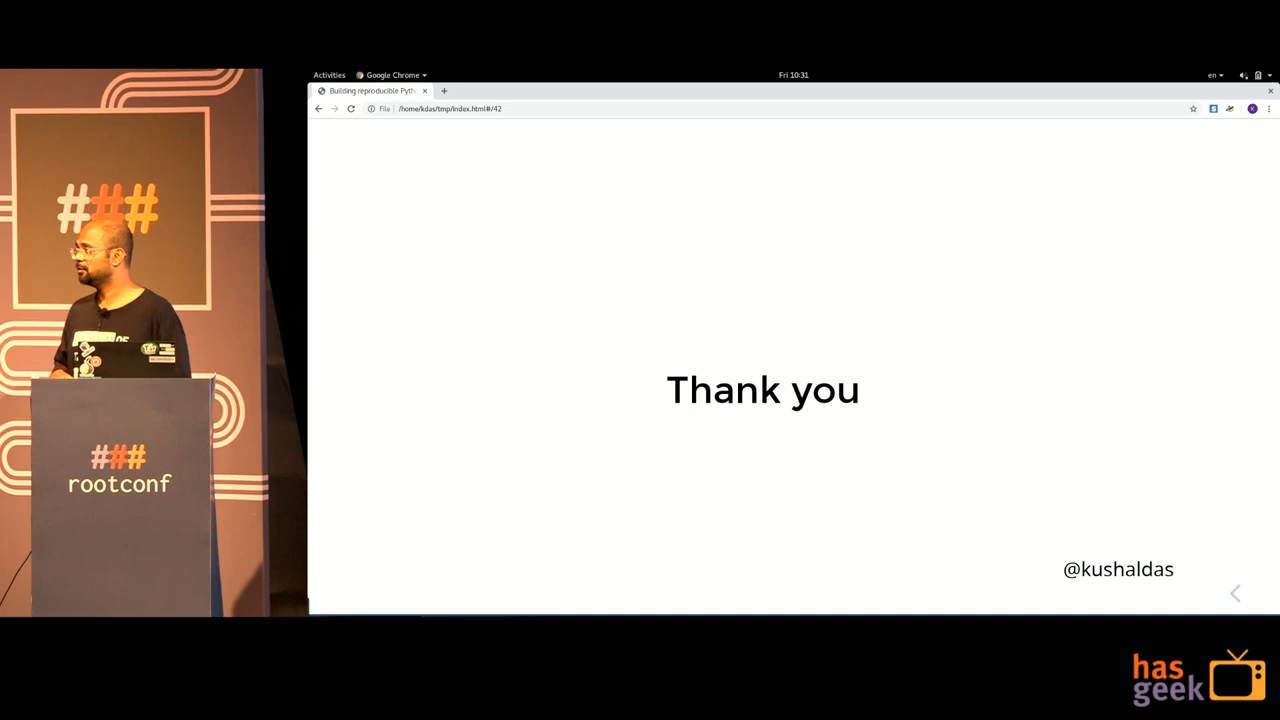 Activities Google Chrome Fri 10:31 en
Building reproducible Pyth
File /home/kdas/tmp/index.html#/42
###
Thank you
###
rootconf
@kushaldas
has
geek